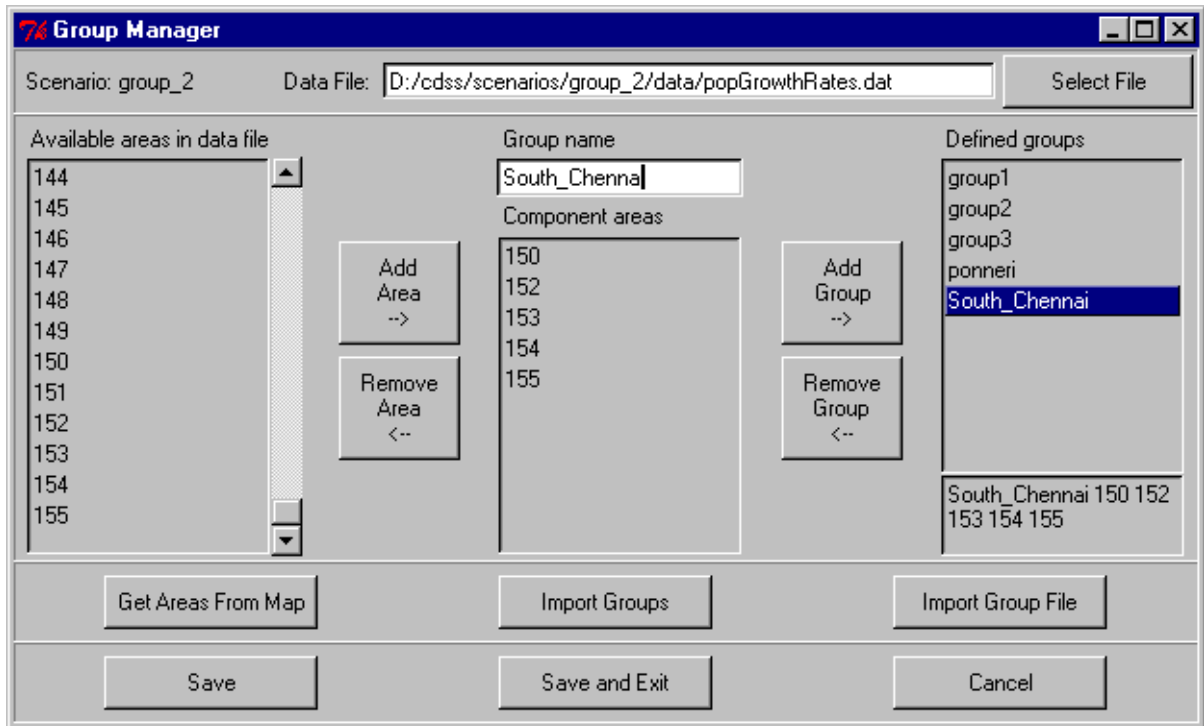 Group Manager
Scenario: group_2 Data File: D:/cdss/scenarios/group_2/data/popGrowthRates.dat Select File
Available areas in data file
144
145
146
147
148
149
150
151
152
153
154
155
Add
Area
-->
Remove
Area
<--
Group name
South_Chennai
Component areas
150
152
153
154
155
Add
Group
-->
Remove
Group
<--
Defined groups
group1
group2
group3
ponneri
South_Chennai
South_Chennai 150 152
153 154 155
Get Areas From Map Import Groups Import Group File
Save Save and Exit Cancel